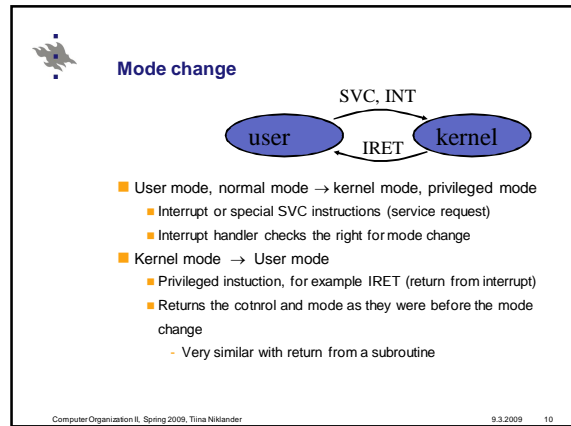 Mode change
SVC, INT
user
kernel
IRET
User mode, normal mode → kernel mode, privileged mode
Interrupt or special SVC instructions (service request)
Interrupt handler checks the right for mode change
Kernel mode → User mode
Privileged instuction, for example IRET (return from interrupt)
Returns the cotnrol and mode as they were before the mode
change
- Very similar with return from a subroutine
Computer Organization II, Spring 2009, Tiina Niklander 9.3.2009 10